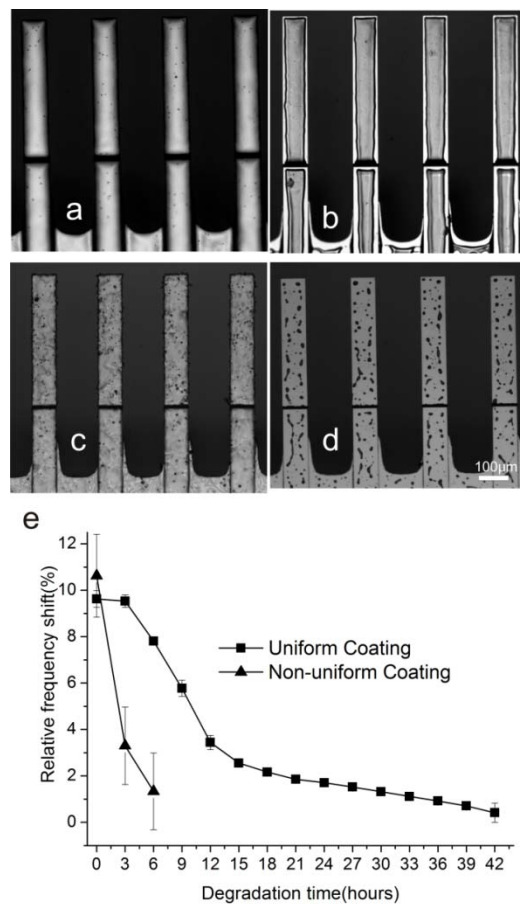 a
b
c
d
100μm
e
12
10
8
6
4
2
0
Relative frequency shift(%)
Uniform Coating
Non-uniform Coating
0 3 6 9 12 15 18 21 24 27 30 33 36 39 42
Degradation time(hours)